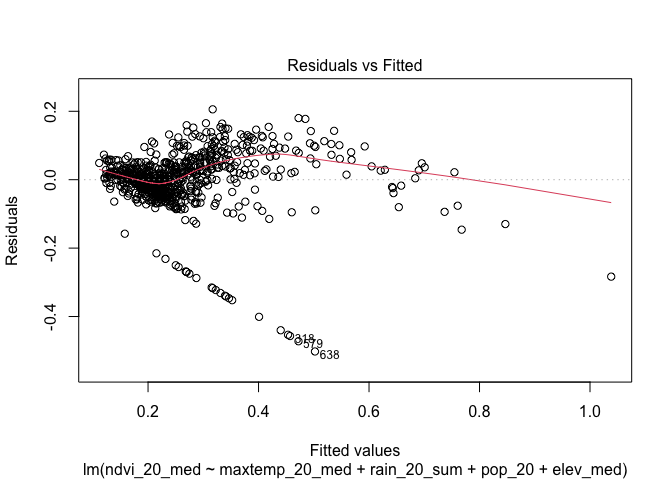 Residuals vs Fitted
0.2
0.0
-0.2
-0.4
Residuals
318
579
638
0.2 0.4 0.6 0.8 1.0
Fitted values
lm(ndvi_20_med ~ maxtemp_20_med + rain_20_sum + pop_20 + elev_med)